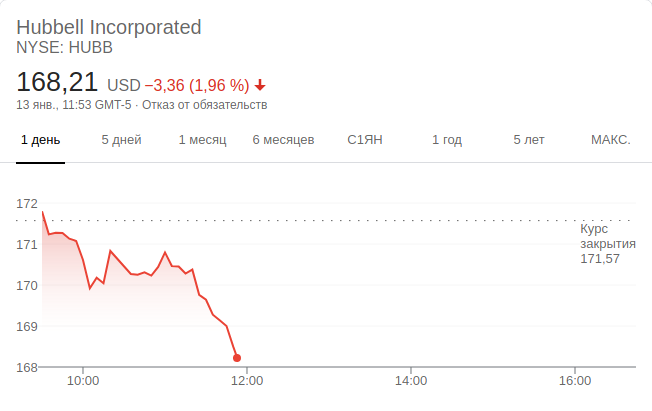 Hubbell Incorporated
NYSE: HUBB
168,21 USD −3,36 (1,96 %)
13 янв., 11:53 GMT-5 · Отказ от обязательств
1 день 5 дней 1 месяц 6 месяцев С1ЯН 1 год 5 лет МАКС.
172
Курс
закрытия
171,57
171
170
169
168
10:00 12:00 14:00 16:00